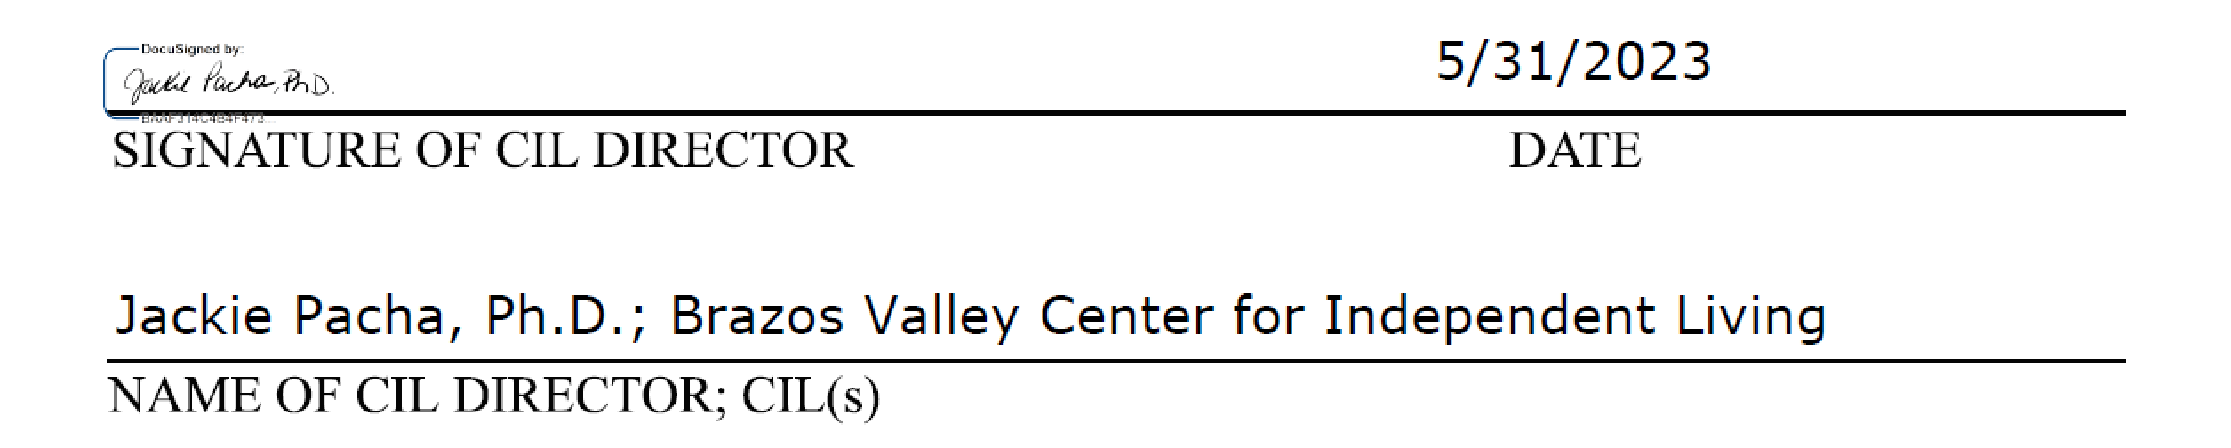 DocuSigned by:
5/31/2023
Jackie Pacha, Ph.D.
SIGNATURE OF CIL DIRECTOR
DATE
Jackie Pacha, Ph.D.; Brazos Valley Center for Independent Living
NAME OF CIL DIRECTOR; CIL(s)